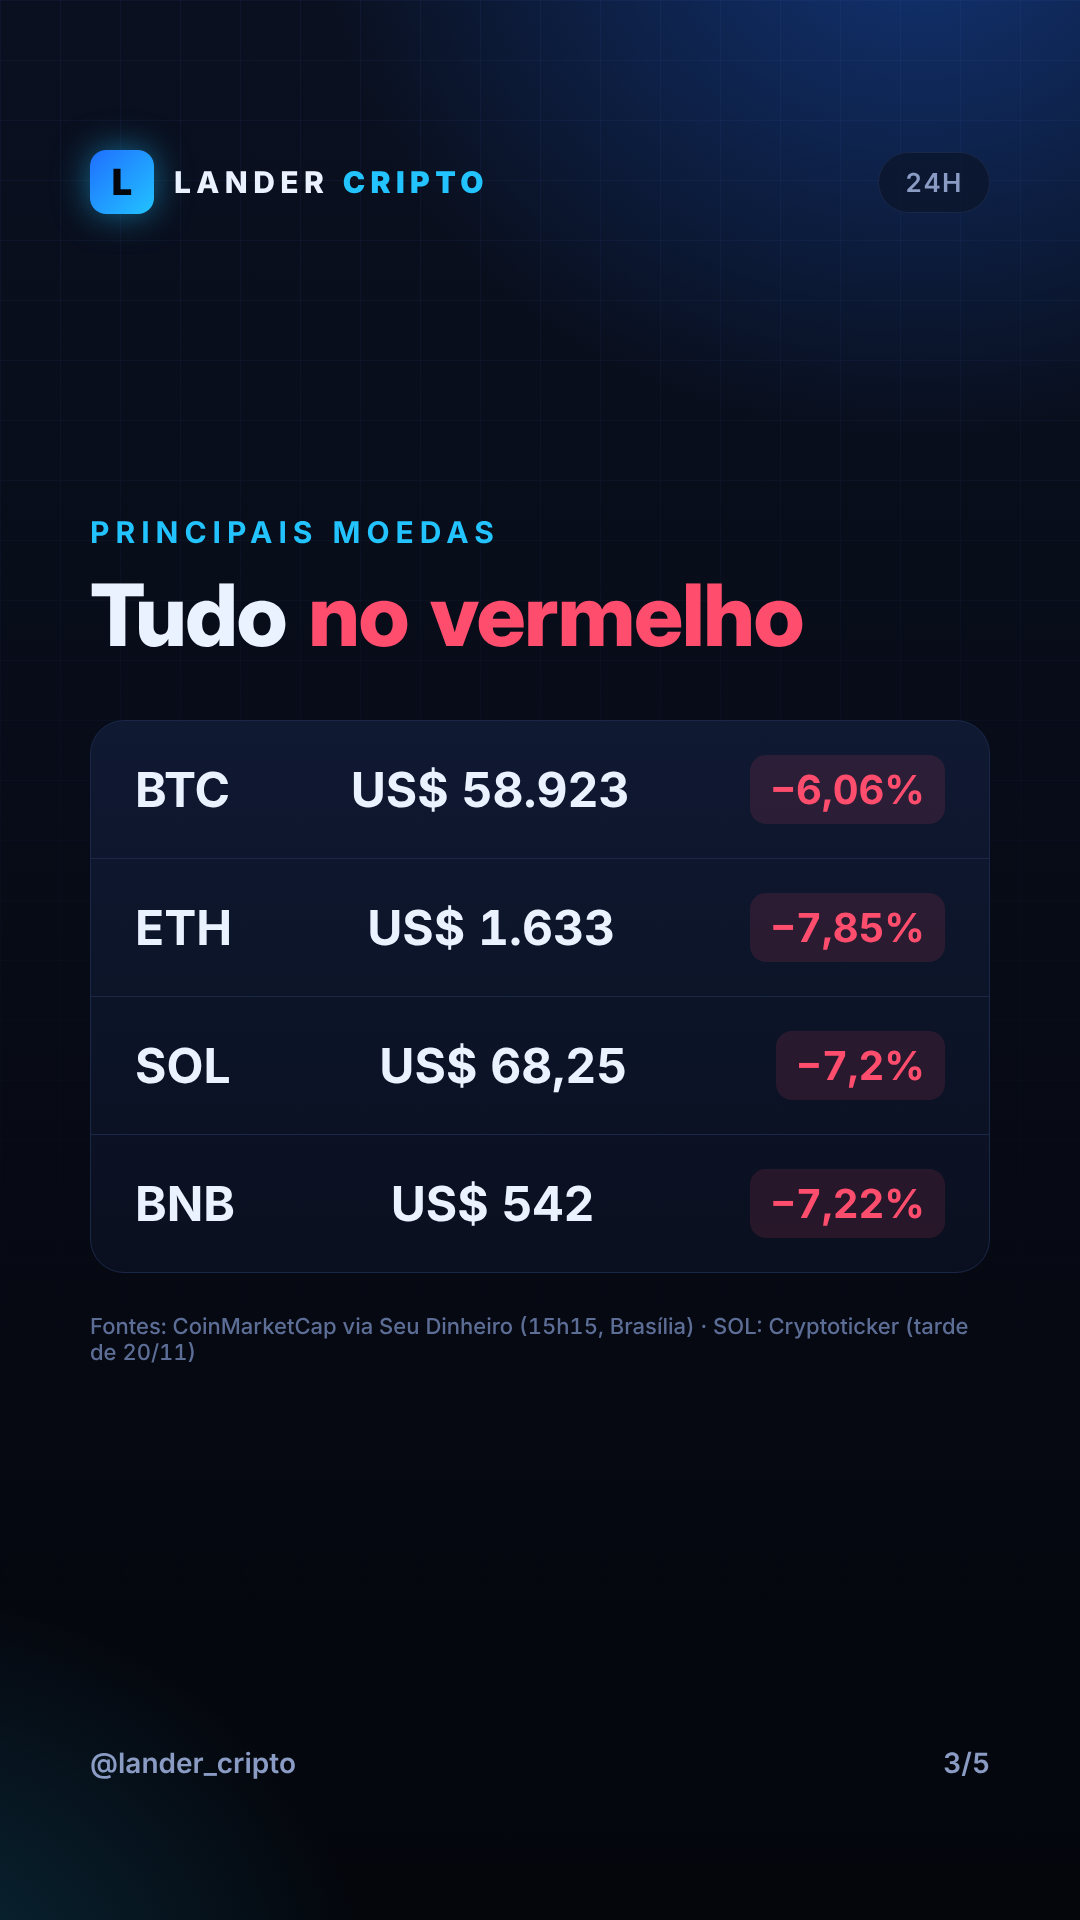 L LANDER CRIPTO 24H
PRINCIPAIS MOEDAS
Tudo no vermelho
BTC US$ 58.923 −6,06%
ETH US$ 1.633 −7,85%
SOL US$ 68,25 −7,2%
BNB US$ 542 −7,22%
Fontes: CoinMarketCap via Seu Dinheiro (15h15, Brasília) · SOL: Cryptoticker (tarde
de 20/11)
@lander_cripto 3/5